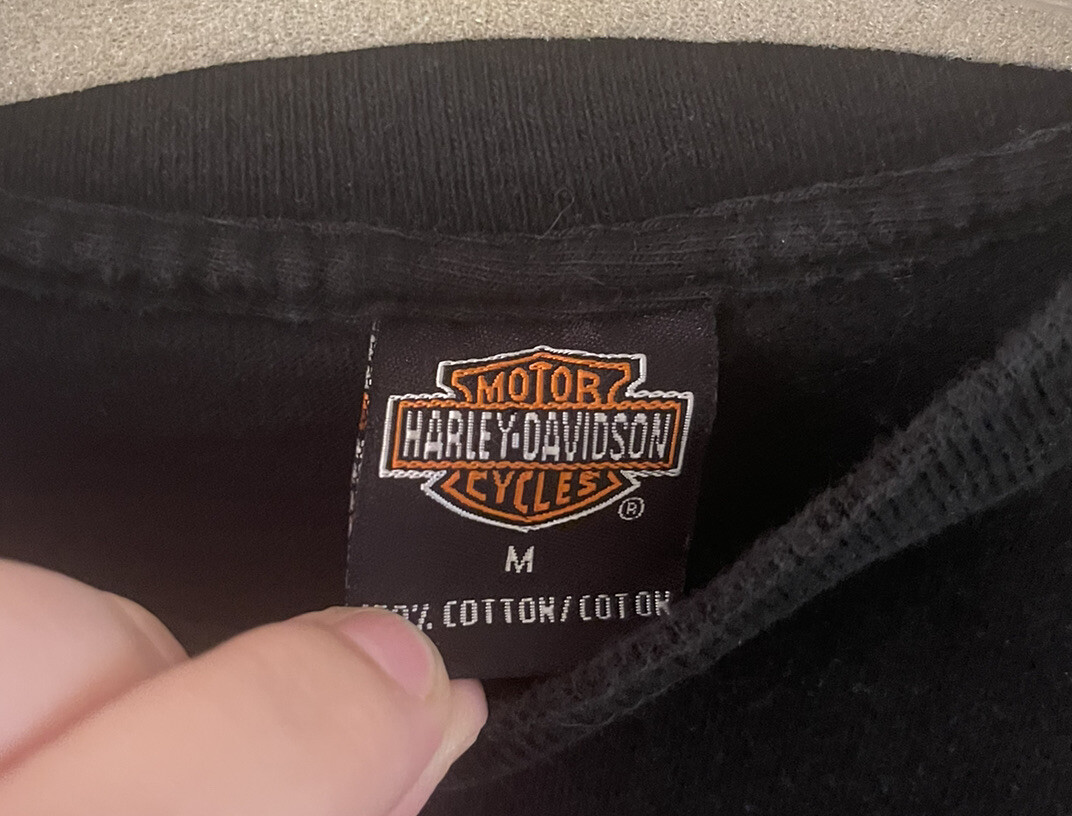 MOTOR
HARLEY-DAVIDSON
CYCLES
®
M
% COTTON/COTON